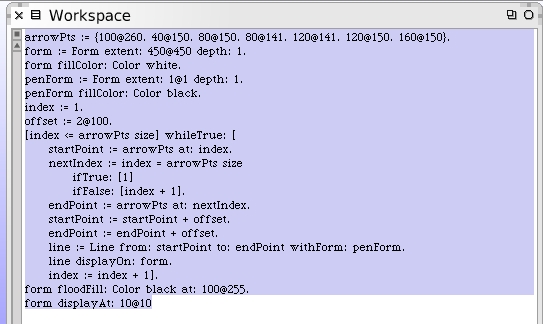 Workspace
arrowPts := {100@260. 40@150. 80@150. 80@141. 120@141. 120@150. 160@150}.
form := Form extent: 450@450 depth: 1.
form fillColor: Color white.
penForm := Form extent: 1@1 depth: 1.
penForm fillColor: Color black.
index := 1.
offset := 2@100.
[index <= arrowPts size] whileTrue: [
startPoint := arrowPts at: index.
nextIndex := index = arrowPts size
ifTrue: [1]
ifFalse: [index + 1].
endPoint := arrowPts at: nextIndex.
startPoint := startPoint + offset.
endPoint := endPoint + offset.
line := Line from: startPoint to: endPoint withForm: penForm.
line displayOn: form.
index := index + 1].
form floodFill: Color black at: 100@255.
form displayAt: 10@10